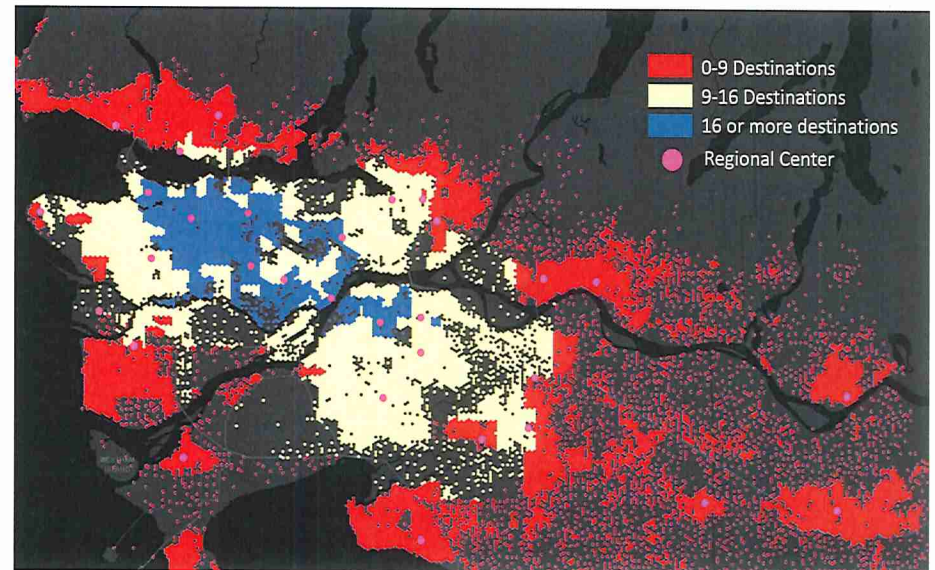 0-9 Destinations
9-16 Destinations
16 or more destinations
Regional Center